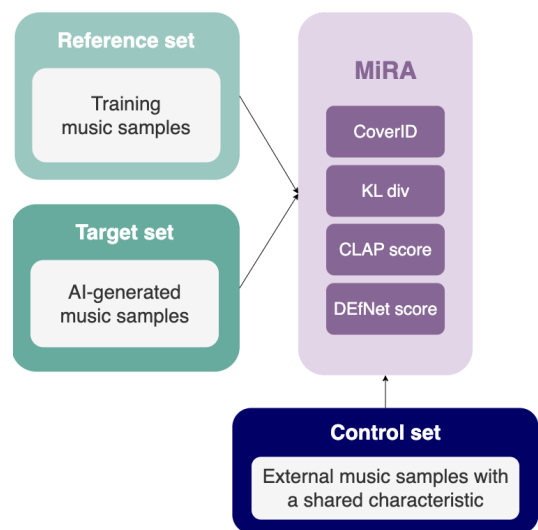 Reference set
Training
music samples
Target set
AI-generated
music samples
MiRA
CoverID
KL div
CLAP score
DEfNet score
Control set
External music samples with
a shared characteristic